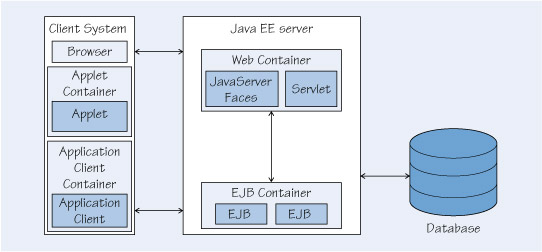 Client System
Browser
Applet
Container
Applet
Application
Client
Container
Application
Client
Java EE server
Web Container
JavaServer
Faces
Servlet
EJB Container
EJB
EJB
Database